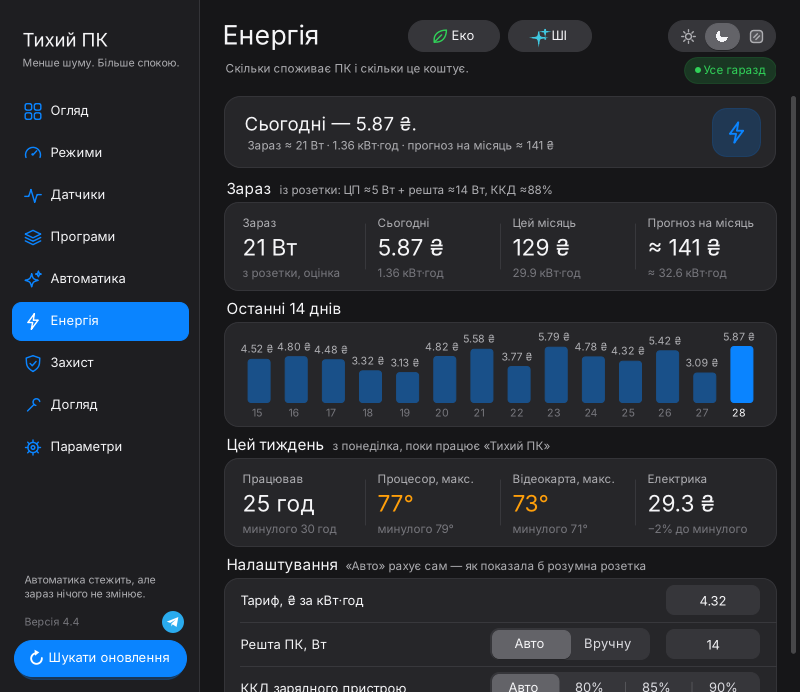 Тихий ПК
Менше шуму. Більше спокою.
Огляд
Режими
Датчики
Програми
Автоматика
Енергія
Захист
Догляд
Параметри
Автоматика стежить, але
зараз нічого не змінює.
Версія 4.4
Шукати оновлення
Енергія
Еко
ШІ
Скільки споживає ПК і скільки це коштує.
Усе гаразд
Сьогодні — 5.87 ₴.
Зараз ≈ 21 Вт · 1.36 кВт·год · прогноз на місяць ≈ 141 ₴
Зараз із розетки: ЦП ≈5 Вт + решта ≈14 Вт, ККД ≈88%
Зараз Сьогодні Цей місяць Прогноз на місяць
21 Вт 5.87 ₴ 129 ₴ ≈ 141 ₴
з розетки, оцінка 1.36 кВт·год 29.9 кВт·год ≈ 32.6 кВт·год
Останні 14 днів
4.52 ₴ 4.80 ₴ 4.48 ₴ 3.32 ₴ 3.13 ₴ 4.82 ₴ 5.58 ₴ 3.77 ₴ 5.79 ₴ 4.78 ₴ 4.32 ₴ 5.42 ₴ 3.09 ₴ 5.87 ₴
15 16 17 18 19 20 21 22 23 24 25 26 27 28
Цей тиждень з понеділка, поки працює «Тихий ПК»
Працював Процесор, макс. Відеокарта, макс. Електрика
25 год 77° 73° 29.3 ₴
минулого 30 год минулого 79° минулого 71° −2% до минулого
Налаштування «Авто» рахує сам — як показала б розумна розетка
Тариф, ₴ за кВт·год 4.32
Решта ПК, Вт Авто Вручну 14
ККД зарядного пристрою Авто 80% 85% 90%